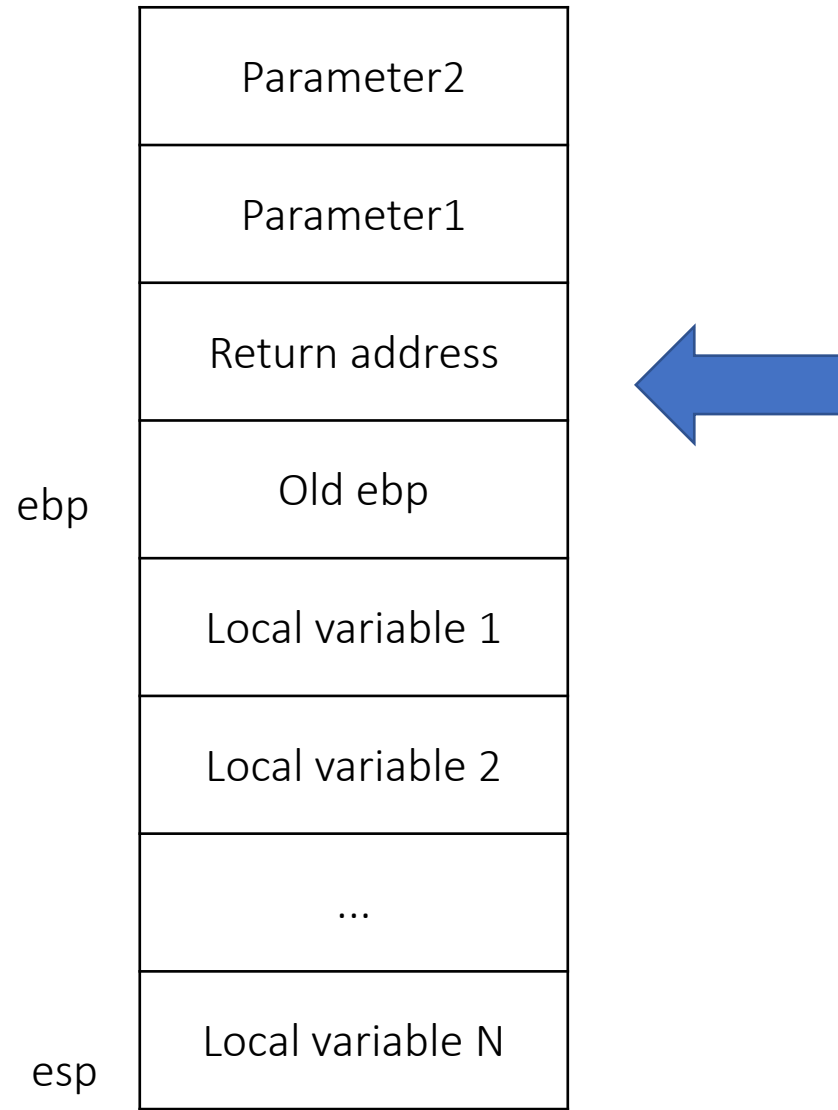 Parameter2
Parameter1
Return address
Old ebp
ebp
Local variable 1
Local variable 2
...
Local variable N
esp